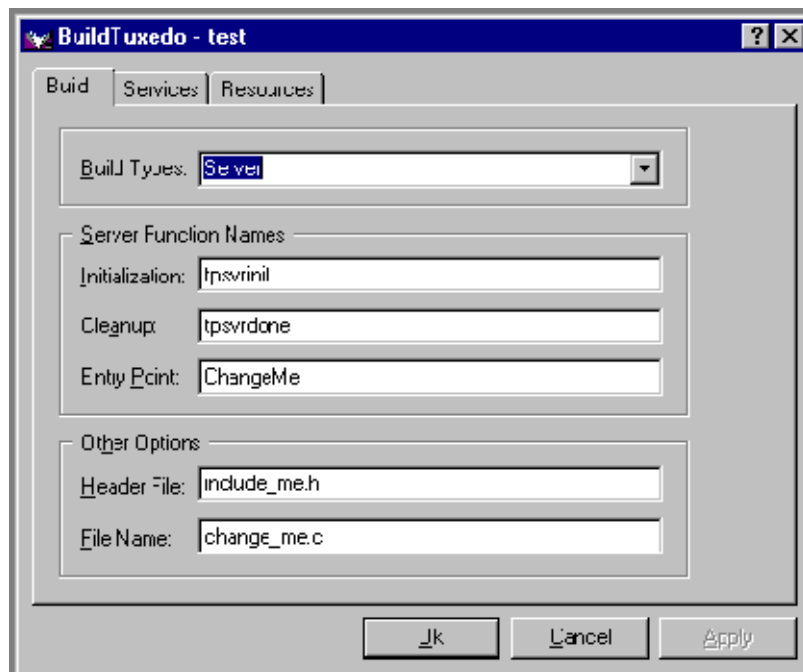 BuildTuxedo - test
Build Services Resources
Build Types: Server
Server Function Names
Initialization: tpsvrinit
Cleanup: tpsvrdone
Entry Point: ChangeMe
Other Options
Header File: include_me.h
File Name: change_me.c
Ok Cancel Apply